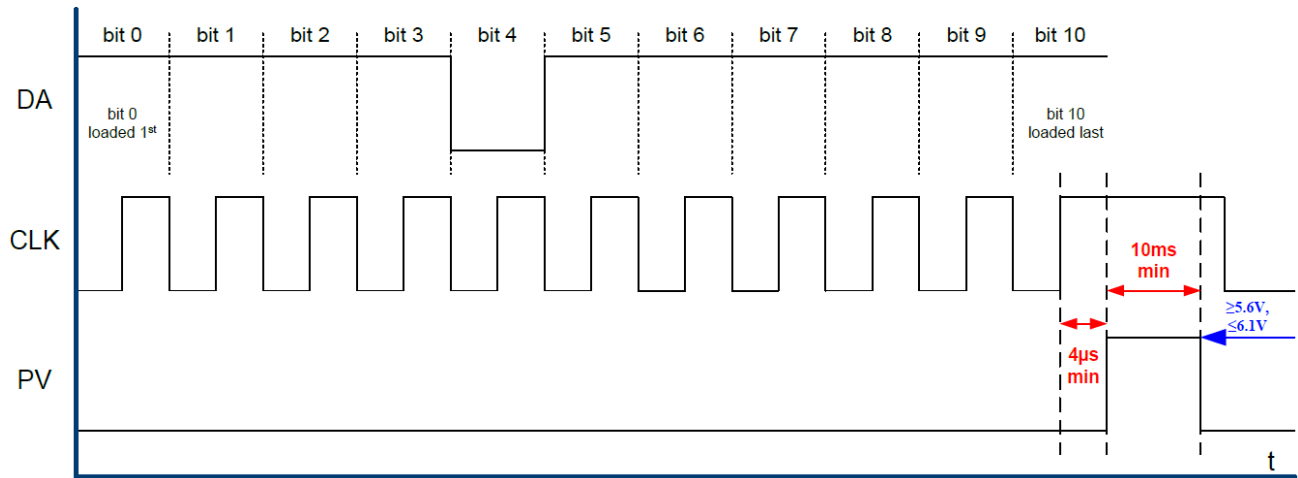 bit 0 bit 1 bit 2 bit 3 bit 4 bit 5 bit 6 bit 7 bit 8 bit 9 bit 10
DA
bit 0
loaded 1st
bit 10
loaded last
CLK
10ms
min
≥5.6V,
≤6.1V
4µs
min
PV
t